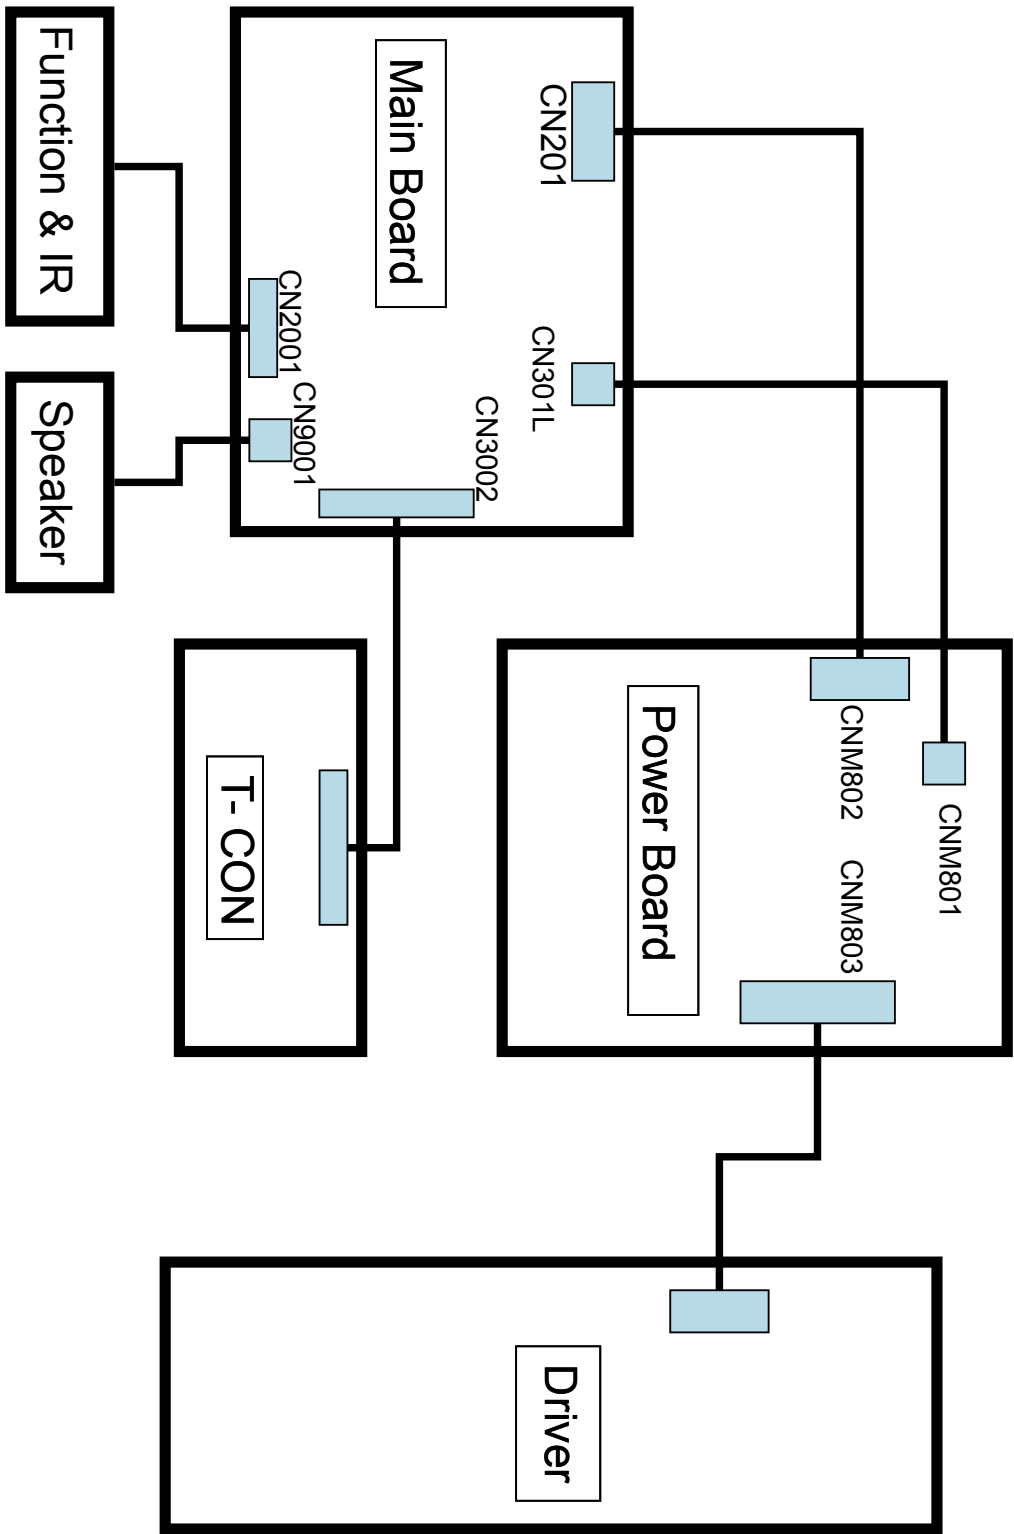 CNM801
CNM802
CNM803
Power Board
Driver
CN201
CN301L
CN3002
Main Board
CN2001
CN9001
T- CON
Function & IR
Speaker